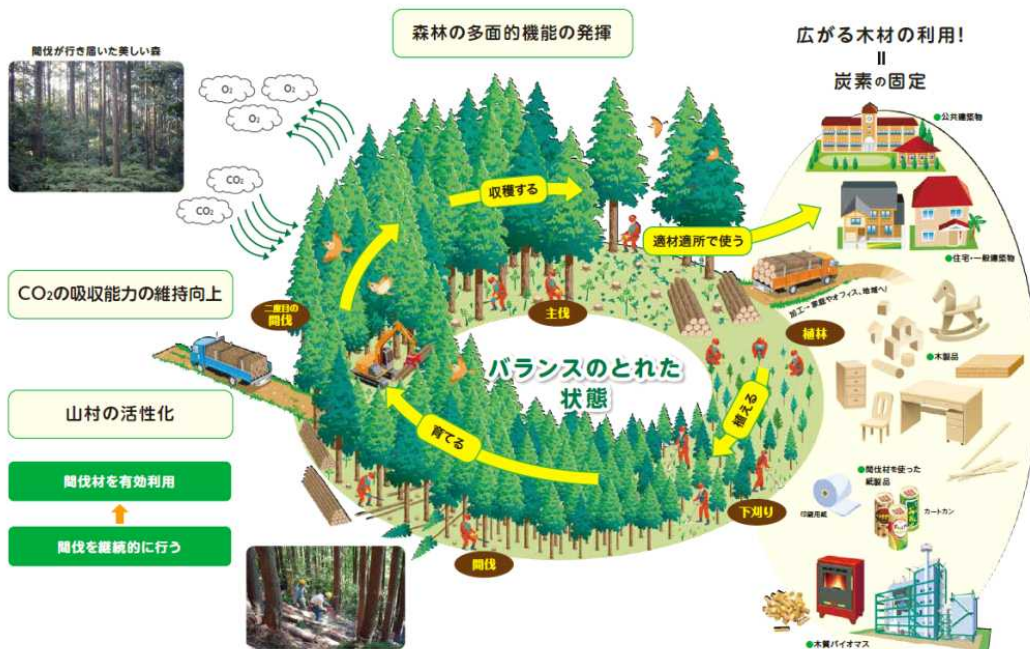 森林の多面的機能の発揮
間伐が行き届いた美しい森
広がる木材の利用!
=
炭素の固定
O2
O2
O2
CO2
CO2
収穫する
適材適所で使う
●公共建築物
●住宅・一般建築物
加工→家庭やオフィス、地域へ!
CO2の吸収能力の維持向上
二度目の
間伐
主伐
植林
●木製品
バランスのとれた
状態
植える
育てる
山村の活性化
間伐材を有効利用
間伐を継続的に行う
下刈り
間伐
●間伐材を使った
紙製品
印刷用紙
カートカン
●木質バイオマス